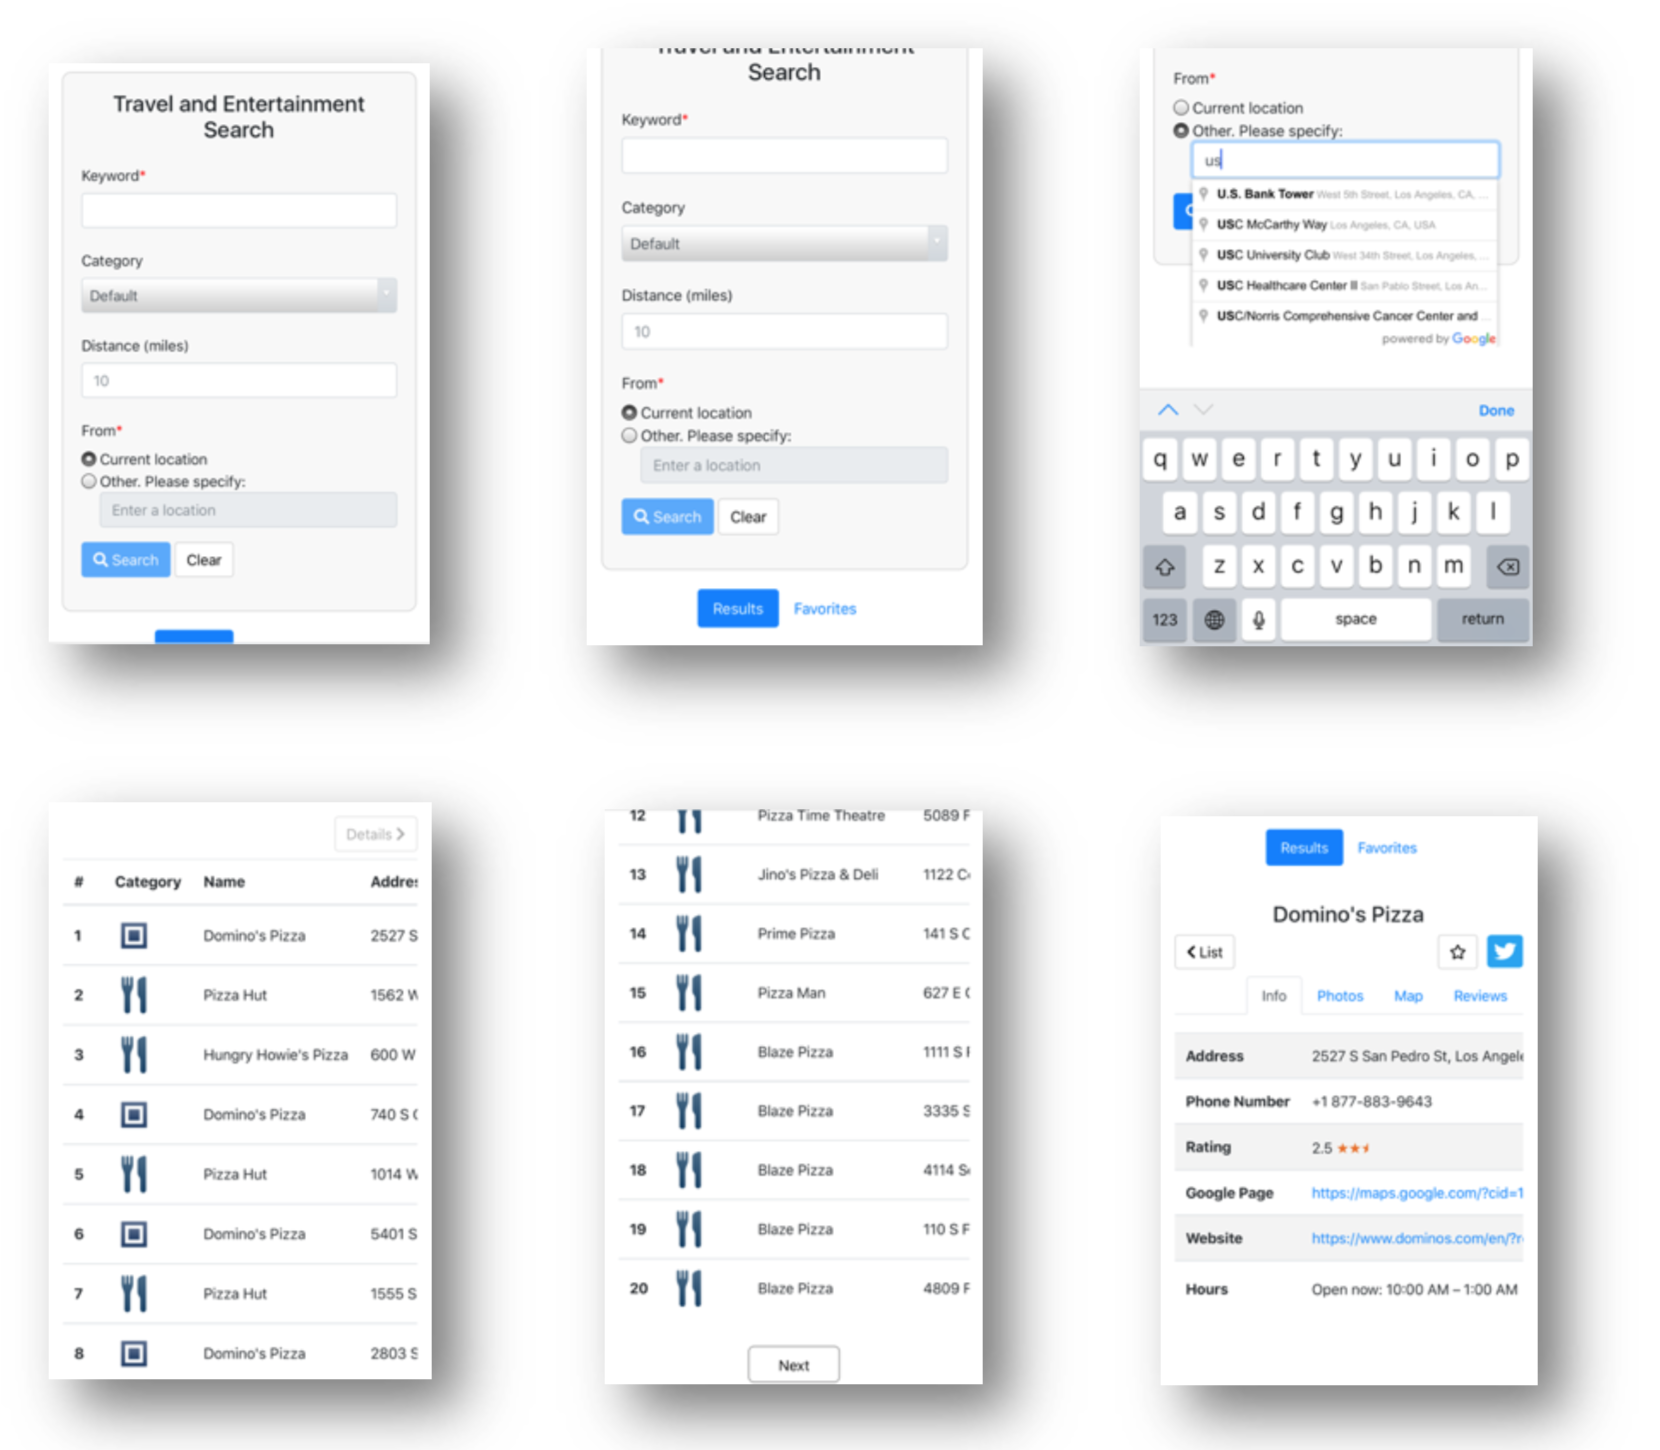 Travel and Entertainment
Search
Keyword*
Category
Default
Distance (miles)
10
From*
Current location
Other. Please specify:
Enter a location
Search Clear
Travel and Entertainment
Search
Keyword*
Category
Default
Distance (miles)
10
From*
Current location
Other. Please specify:
Enter a location
Search Clear
Results Favorites
From*
Current location
Other. Please specify:
us
U.S. Bank Tower West 5th Street, Los Angeles, CA, ...
USC McCarthy Way Los Angeles, CA, USA
USC University Club West 34th Street, Los Angeles, ...
USC Healthcare Center II San Pablo Street, Los An...
USC/Norris Comprehensive Cancer Center and ...
powered by Google
Done
q w e r t y u i o p
a s d f g h j k l
z x c v b n m
123 space return
Details
# Category Name Addres
1 Domino's Pizza 2527 S
2 Pizza Hut 1562 W
3 Hungry Howie's Pizza 600 W
4 Domino's Pizza 740 S
5 Pizza Hut 1014 W
6 Domino's Pizza 5401 S
7 Pizza Hut 1555 S
8 Domino's Pizza 2803 S
12 Pizza Time Theatre 5089 F
13 Jino's Pizza & Deli 1122
14 Prime Pizza 141 S
15 Pizza Man 627 E
16 Blaze Pizza 1111 S
17 Blaze Pizza 3335 S
18 Blaze Pizza 4114
19 Blaze Pizza 110 S F
20 Blaze Pizza 4809 F
Next
Results Favorites
Domino's Pizza
List
Info Photos Map Reviews
Address 2527 S San Pedro St, Los Angele
Phone Number +1 877-883-9643
Rating 2.5
Google Page https://maps.google.com/?cid=1
Website https://www.dominos.com/en/?r
Hours Open now: 10:00 AM – 1:00 AM